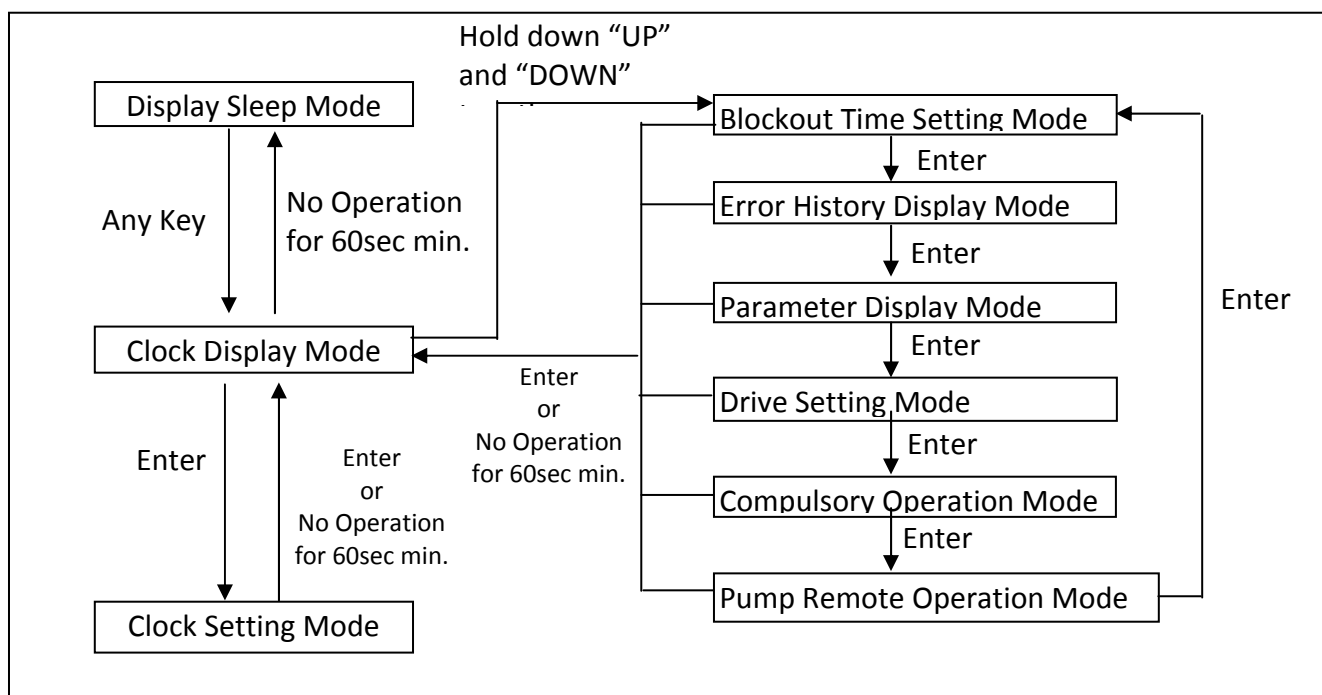 Hold down “UP”
and “DOWN”
Display Sleep Mode
Any Key
No Operation
for 60sec min.
Clock Display Mode
Enter
Enter
or
No Operation
for 60sec min.
Clock Setting Mode
Enter
or
No Operation
for 60sec min.
Blockout Time Setting Mode
Enter
Error History Display Mode
Enter
Parameter Display Mode
Enter
Drive Setting Mode
Enter
Compulsory Operation Mode
Enter
Pump Remote Operation Mode
Enter